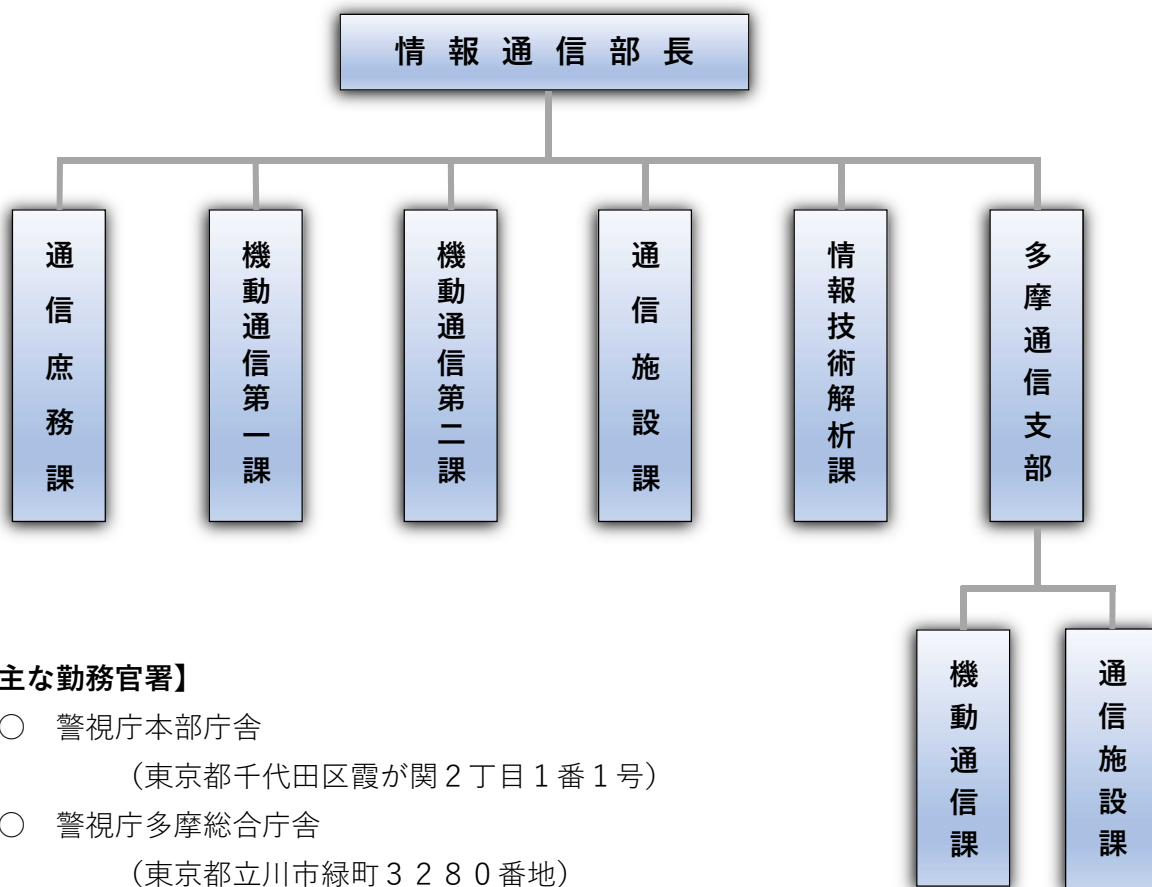 情報通信部長
通信庶務課
機動通信第一課
機動通信第二課
通信施設課
情報技術解析課
多摩通信支部
機動通信課
通信施設課
主な勤務官署】
○　警視庁本部庁舎
（東京都千代田区霞が関２丁目１番１号）
○　警視庁多摩総合庁舎
（東京都立川市緑町３２８０番地）